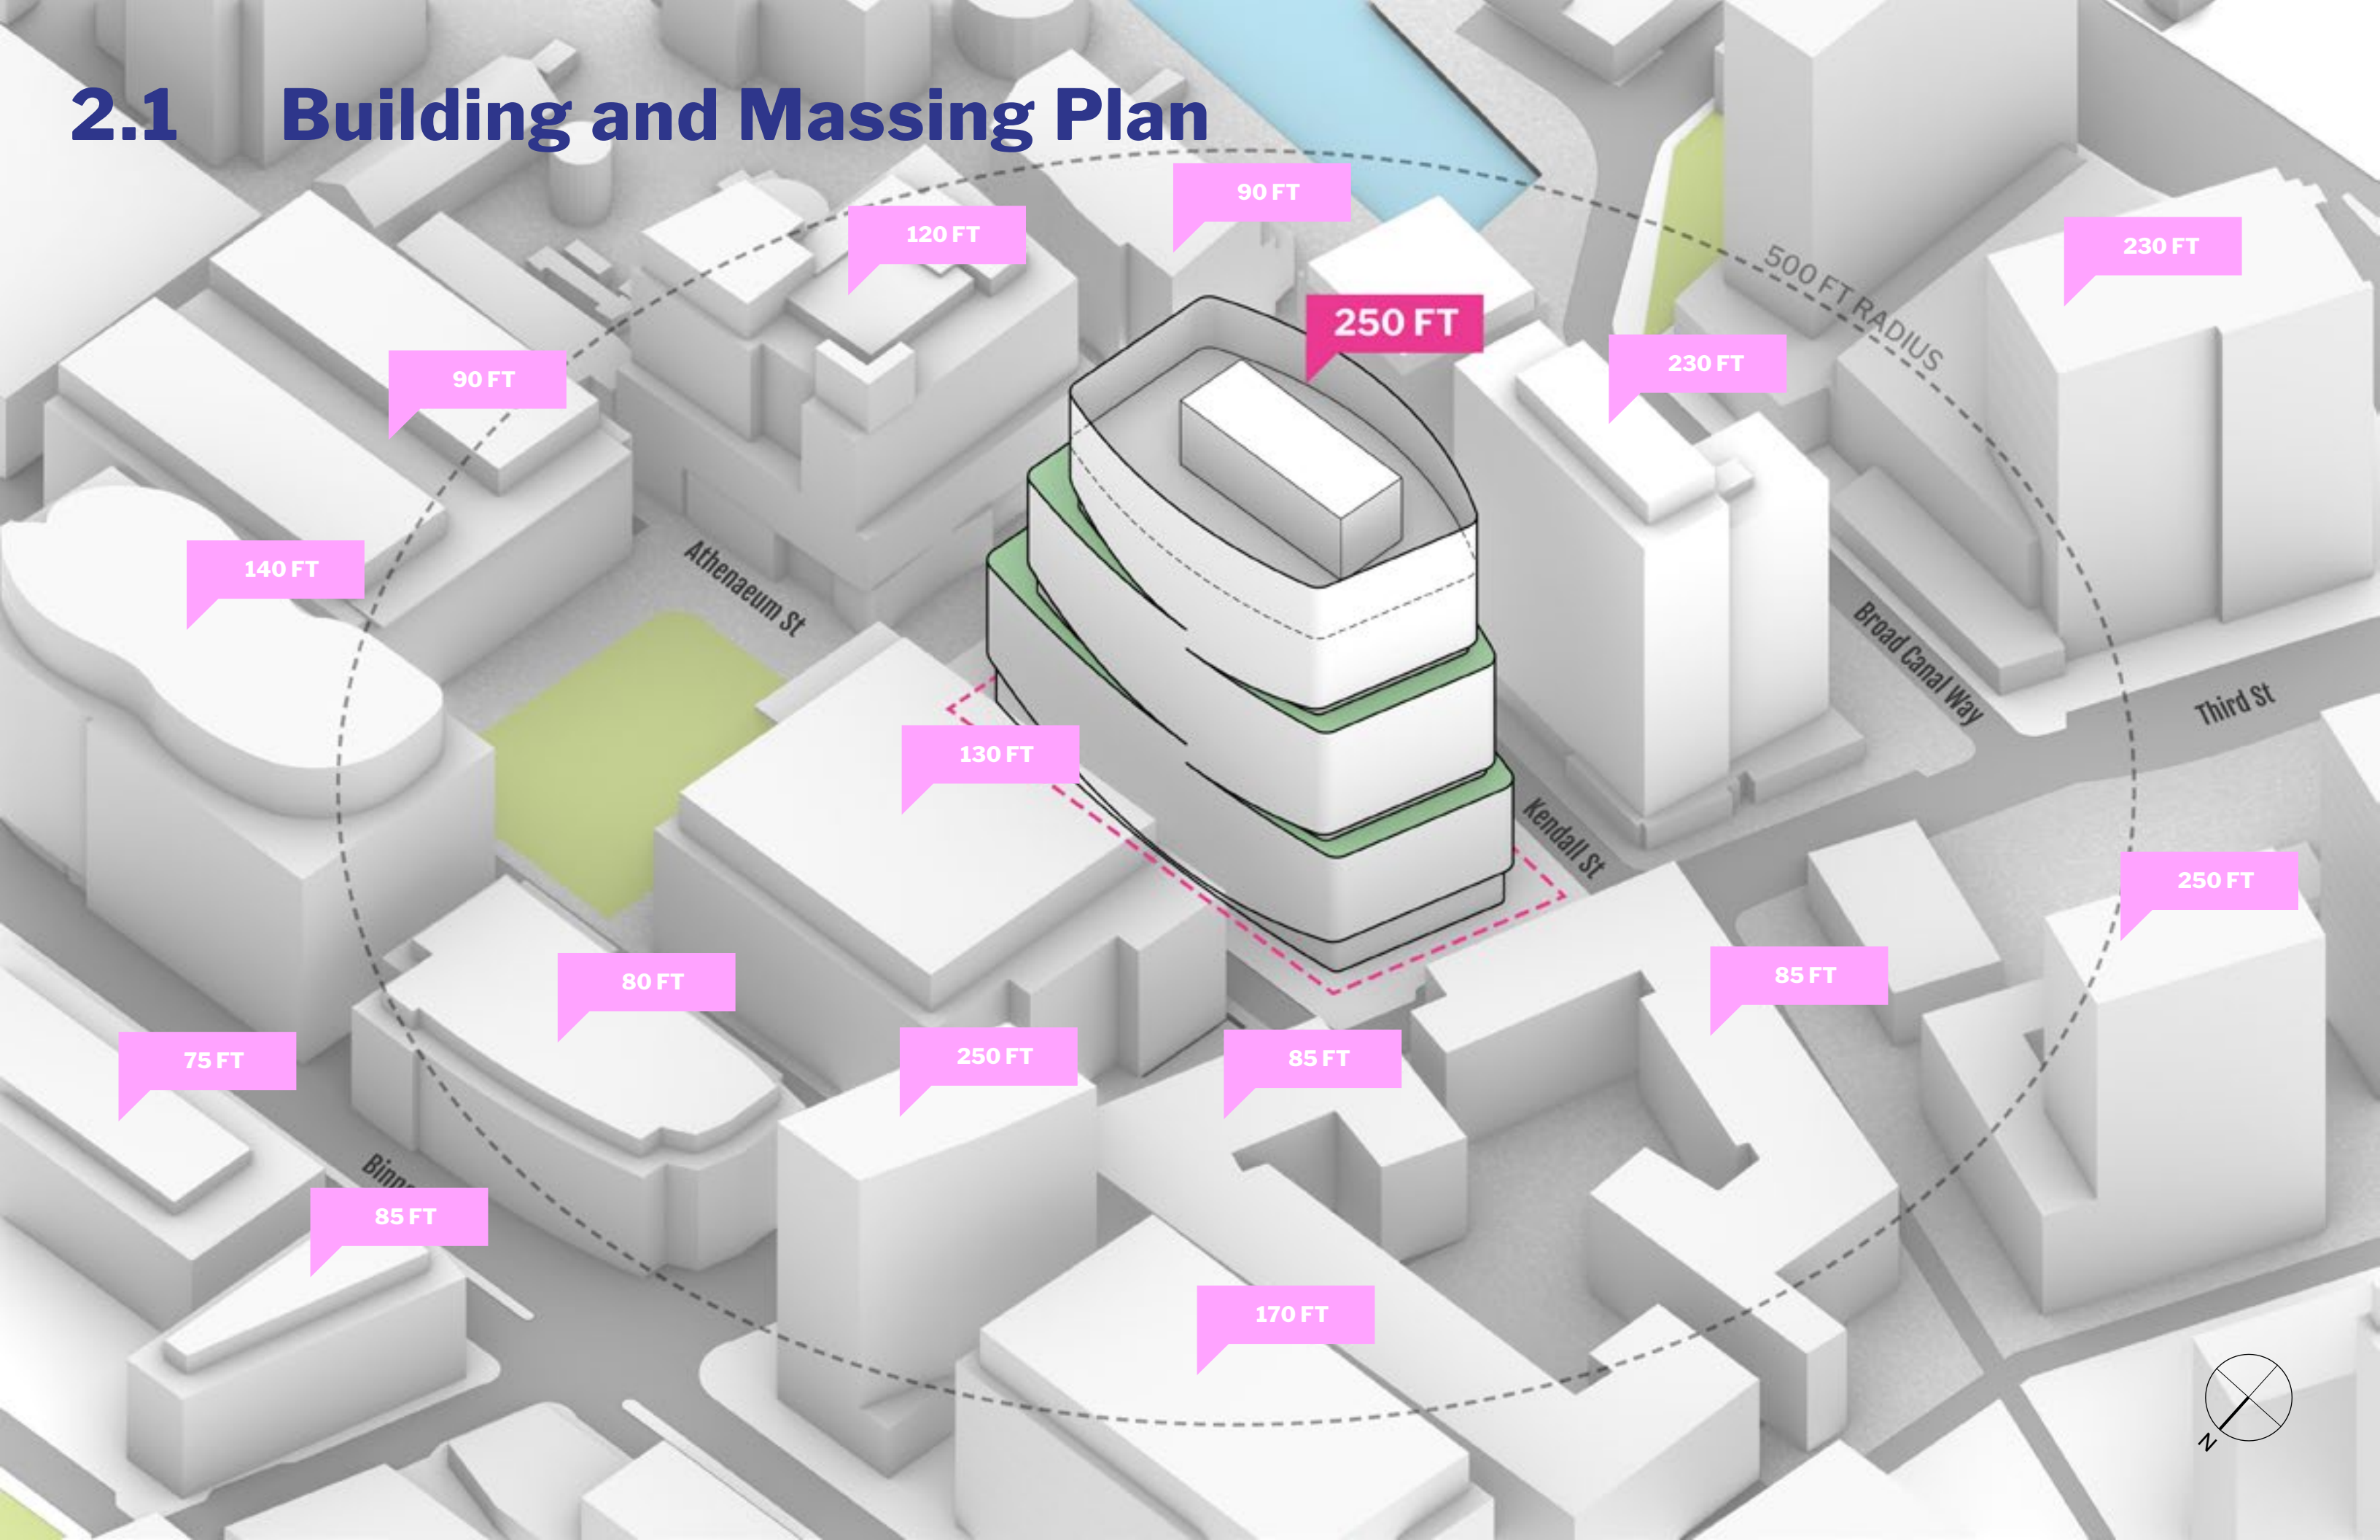 2.1 Building and Massing Plan
90 FT
120 FT
230 FT
500 FT RADIUS
250 FT
230 FT
90 FT
140 FT
Athenaeum St
Broad Canal Way
Third St
130 FT
Kendall St
250 FT
80 FT
85 FT
75 FT
250 FT
85 FT
85 FT
170 FT
N